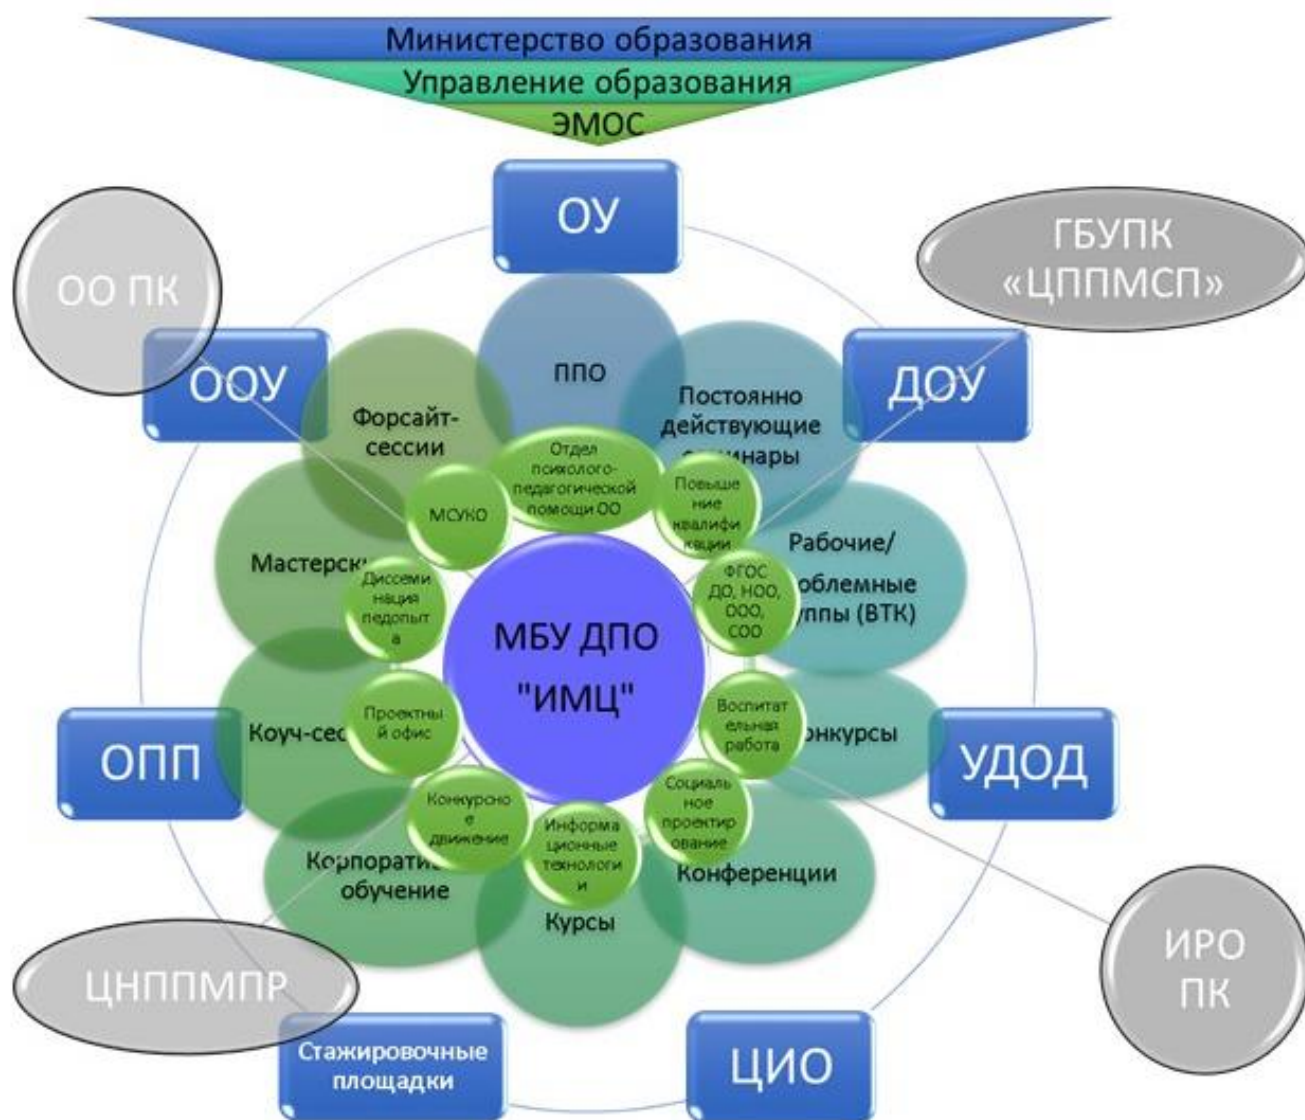 Министерство образования
Управление образования
ЭМОС
ОУ
ОО ПК
ГБУПК
«ЦППМСП»
ООУ
ДОУ
ППО
Форсайт-
сессии
Постоянно
действующие
Отдел
психолого-
педагогической
помощи ОО
МСУКО
Повыше
ние
квалифи
кации
Рабочие/
ФГОС
ДО, НОО,
ООО,
СОО
(ВТК)
Диссеми
нация
педопыт
а
МБУ ДПО
"ИМЦ"
Проектны
й офис
Воспитат
ельная
работа
ОПП
УДОД
Конкурсно
е
движение
Информа
ционные
технологи
и
Социаль
ное
проектир
ование
обучение
Курсы
Конференции
ЦНППМПР
ИРО
ПК
Стажировочные
площадки
ЦИО